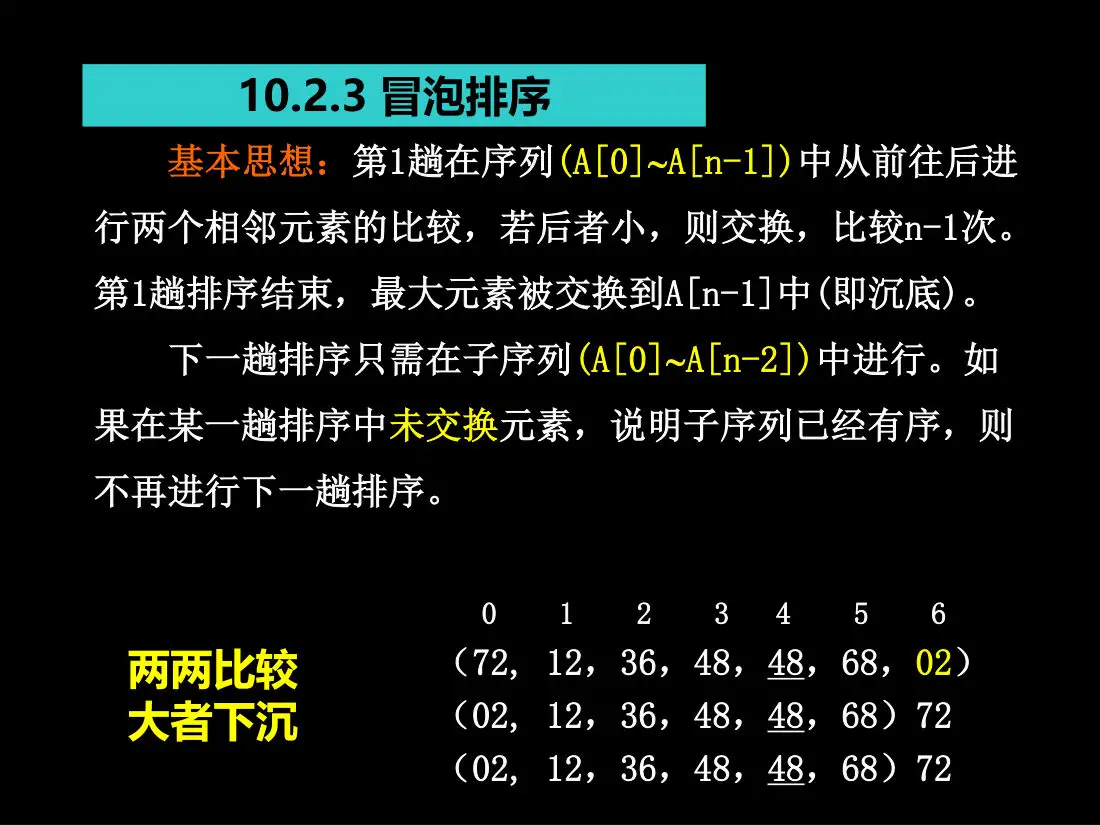 10.2.3 冒泡排序
基本思想：第1趟在序列(A[0]~A[n-1])中从前往后进
行两个相邻元素的比较，若后者小，则交换，比较n-1次。
第1趟排序结束，最大元素被交换到A[n-1]中(即沉底)。
下一趟排序只需在子序列(A[0]~A[n-2])中进行。如
果在某一趟排序中未交换元素，说明子序列已经有序，则
不再进行下一趟排序。
0 1 2 3 4 5 6
两两比较
大者下沉
（72, 12, 36, 48, 48, 68, 02）
（02, 12, 36, 48, 48, 68）72
（02, 12, 36, 48, 48, 68）72